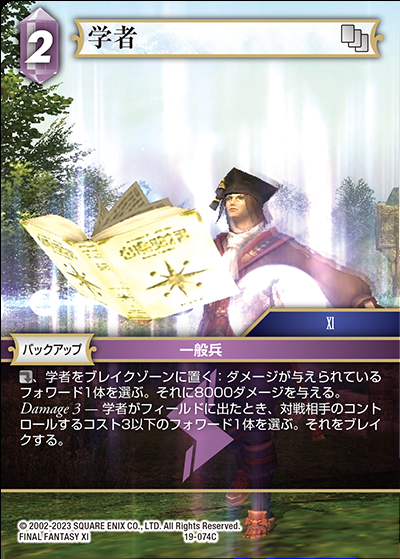 2
学者
XI
バックアップ
一般兵
、学者をブレイクゾーンに置く：ダメージが与えられている
フォワード1体を選ぶ。それに8000ダメージを与える。
Damage 3 ― 学者がフィールドに出たとき、対戦相手のコント
ロールするコスト3以下のフォワード1体を選ぶ。それをブレイ
クする。
© 2002-2023 SQUARE ENIX CO., LTD. All Rights Reserved.
FINAL FANTASY XI
19-074C